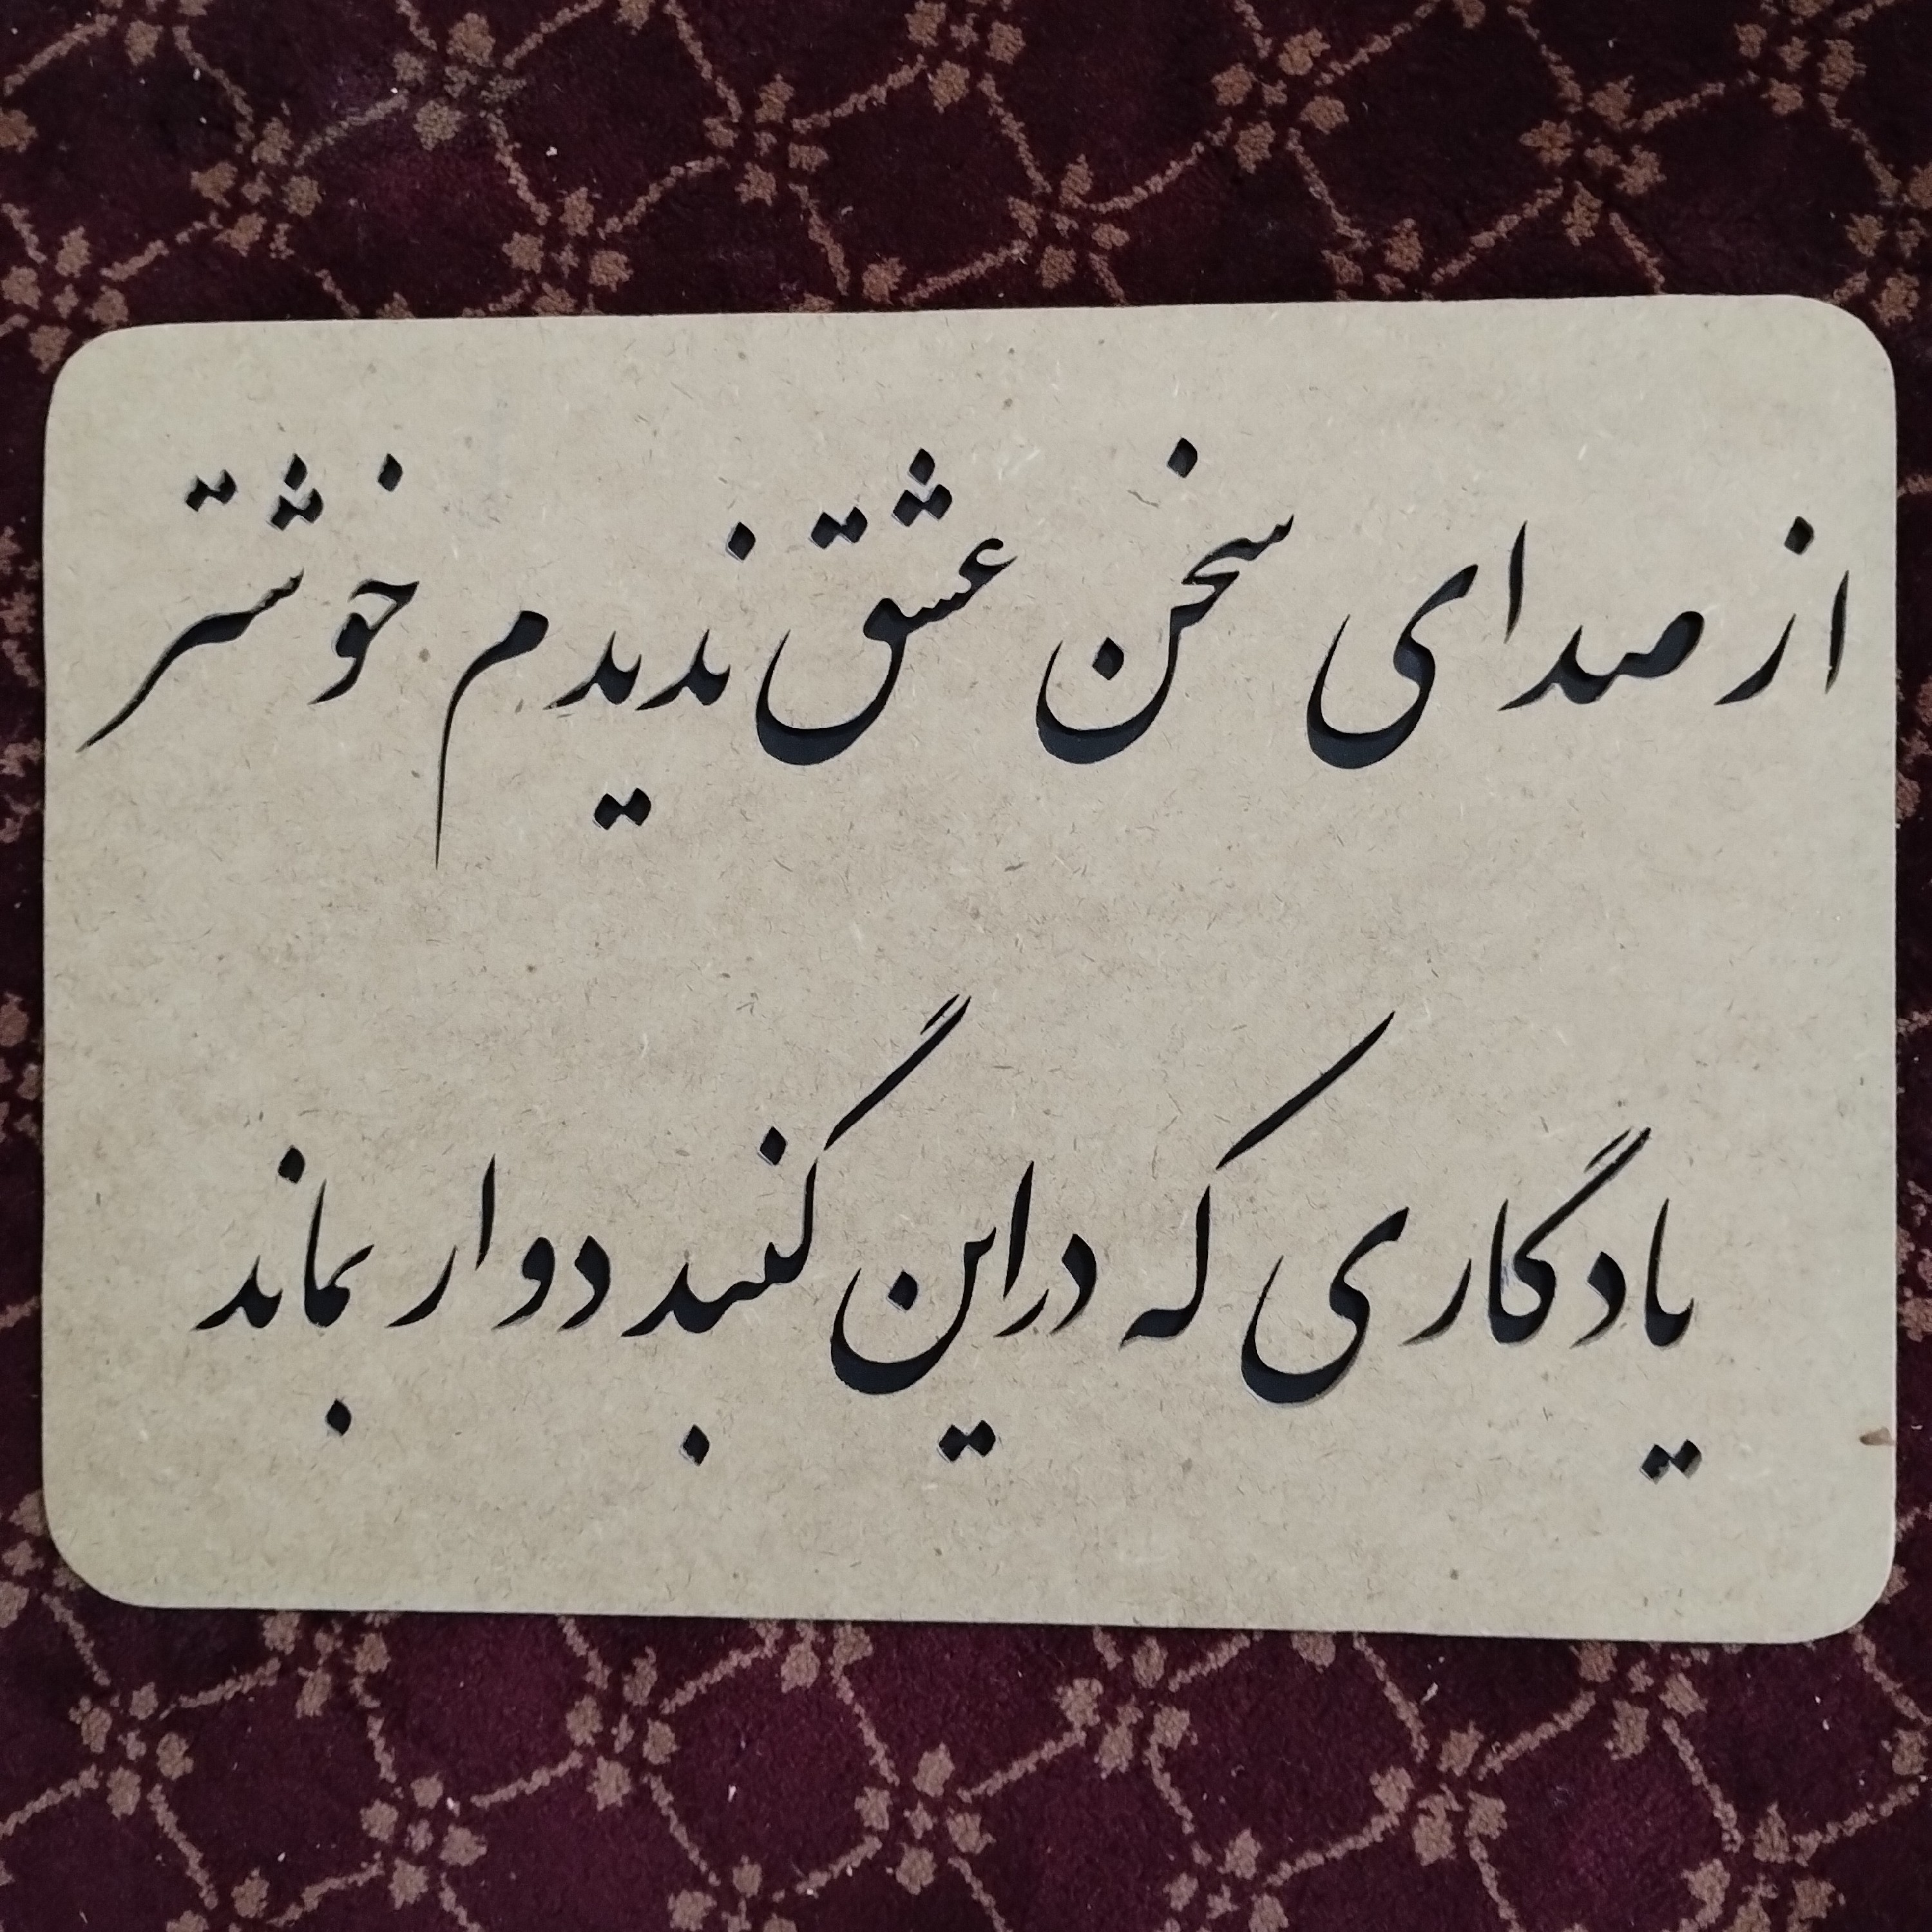 از صدای سخن عشق ندیدم خوشتر
یادگاری که در این گنبد دوار بماند